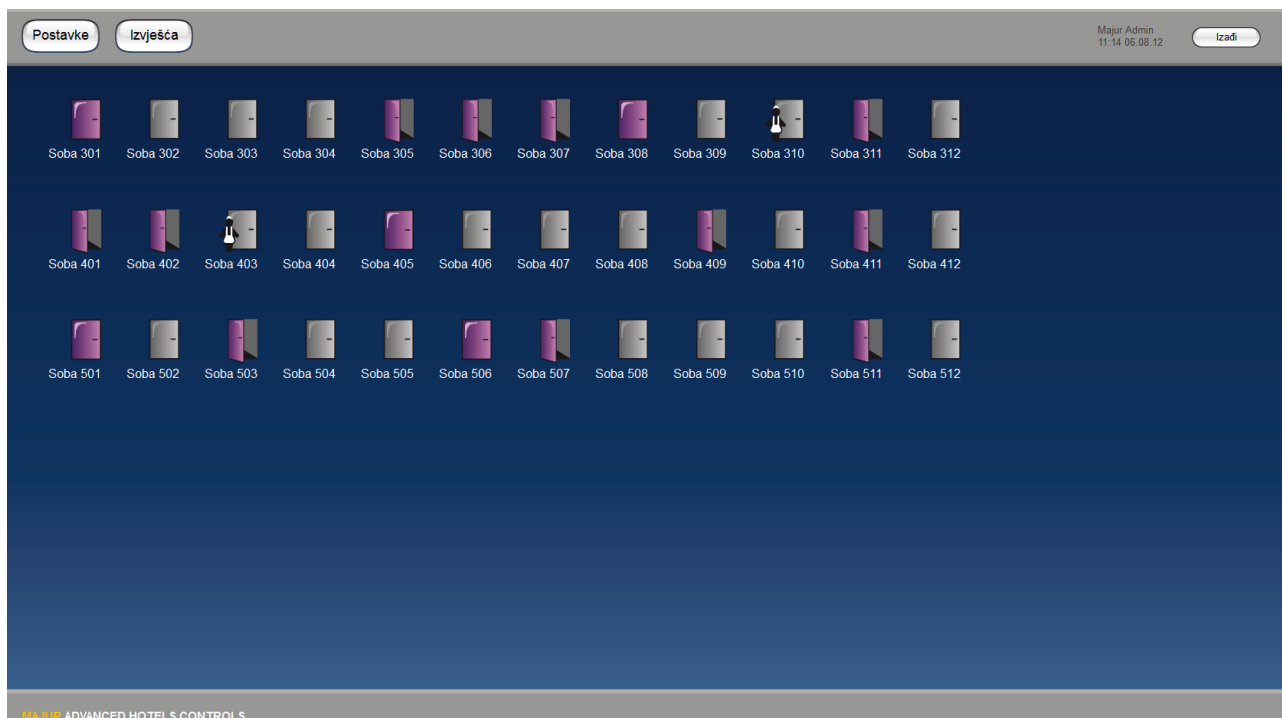 Postavke Izvješća
Majur Admin
11:14 06.08.12
Izađi
Soba 301 Soba 302 Soba 303 Soba 304 Soba 305 Soba 306 Soba 307 Soba 308 Soba 309 Soba 310 Soba 311 Soba 312
Soba 401 Soba 402 Soba 403 Soba 404 Soba 405 Soba 406 Soba 407 Soba 408 Soba 409 Soba 410 Soba 411 Soba 412
Soba 501 Soba 502 Soba 503 Soba 504 Soba 505 Soba 506 Soba 507 Soba 508 Soba 509 Soba 510 Soba 511 Soba 512
MAJUR ADVANCED HOTELS CONTROLS